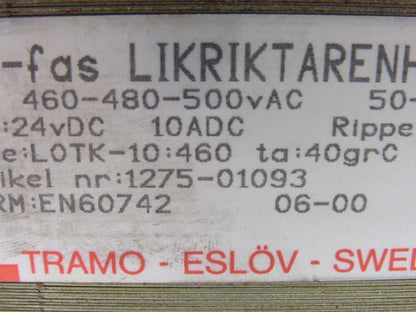 -fas LIKRIKTARENH
460-480-500vAC 50-
:24vDC 10ADC Rippe
e:LOTK-10:460 ta:40grC
ikel nr:1275-01093
RM:EN60742 06-00
TRAMO - ESLÖV - SWED